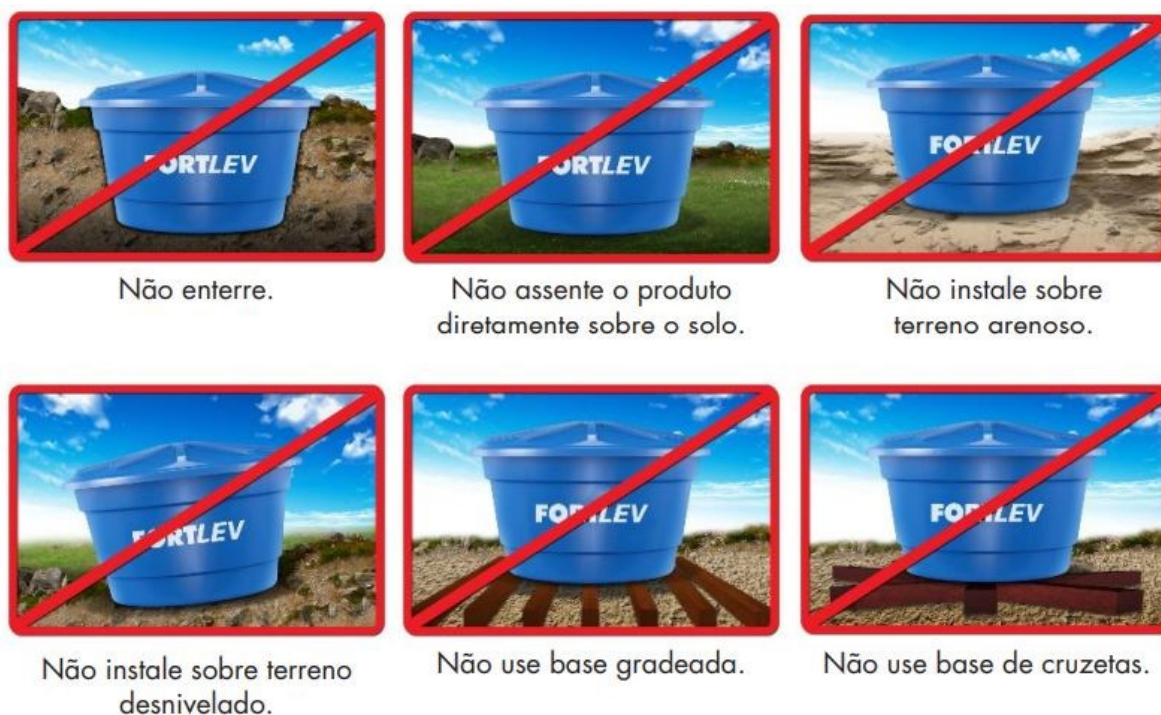 FORTLEV
FORTLEV
FORTLEV
Não enterre.
Não assente o produto
diretamente sobre o solo.
Não instale sobre
terreno arenoso.
FORTLEV
FORTLEV
FORTLEV
Não instale sobre terreno
desnivelado.
Não use base gradeada.
Não use base de cruzetas.